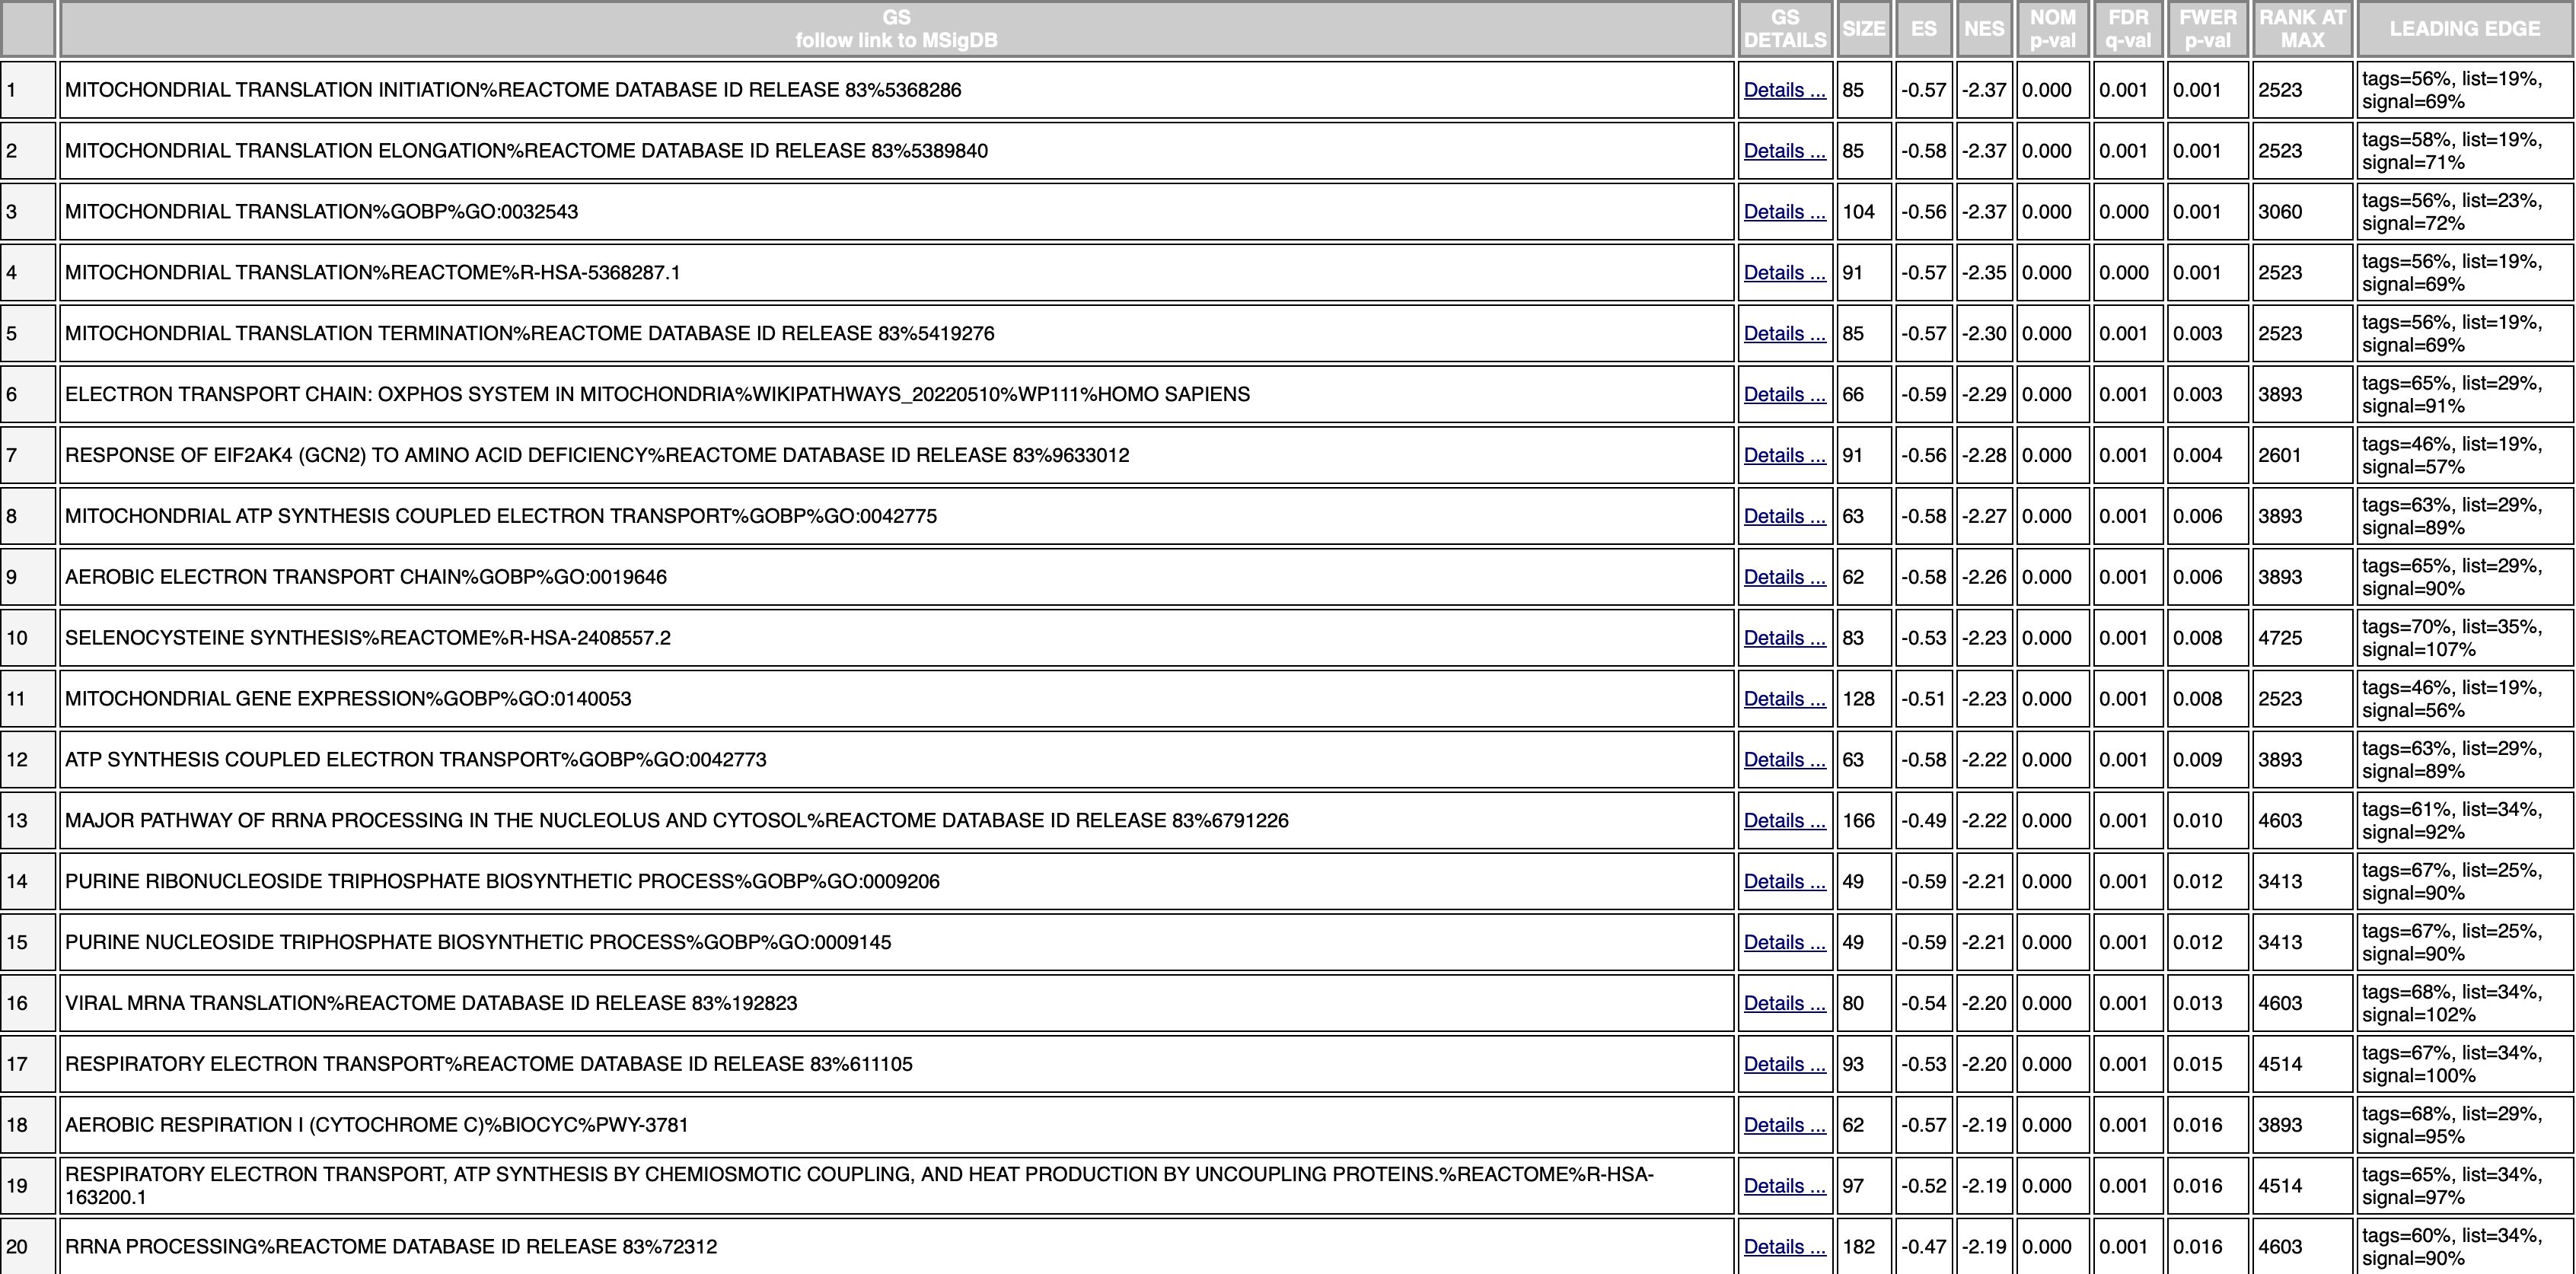 GS
follow link to MSigDB
GS
DETAILS
SIZE
ES
NES
NOM
p-val
FDR
q-val
FWER
p-val
RANK AT
MAX
LEADING EDGE
1 MITOCHONDRIAL TRANSLATION INITIATION%REACTOME DATABASE ID RELEASE 83%5368286 Details ... 85 -0.57 -2.37 0.000 0.001 0.001 2523 tags=56%, list=19%,
signal=69%
2 MITOCHONDRIAL TRANSLATION ELONGATION%REACTOME DATABASE ID RELEASE 83%5389840 Details ... 85 -0.58 -2.37 0.000 0.001 0.001 2523 tags=58%, list=19%,
signal=71%
3 MITOCHONDRIAL TRANSLATION%GOBP%GO:0032543 Details ... 104 -0.56 -2.37 0.000 0.000 0.001 3060 tags=56%, list=23%,
signal=72%
4 MITOCHONDRIAL TRANSLATION%REACTOME%R-HSA-5368287.1 Details ... 91 -0.57 -2.35 0.000 0.000 0.001 2523 tags=56%, list=19%,
signal=69%
5 MITOCHONDRIAL TRANSLATION TERMINATION%REACTOME DATABASE ID RELEASE 83%5419276 Details ... 85 -0.57 -2.30 0.000 0.001 0.003 2523 tags=56%, list=19%,
signal=69%
6 ELECTRON TRANSPORT CHAIN: OXPHOS SYSTEM IN MITOCHONDRIA%WIKIPATHWAYS_20220510%WP111%HOMO SAPIENS Details ... 66 -0.59 -2.29 0.000 0.001 0.003 3893 tags=65%, list=29%,
signal=91%
7 RESPONSE OF EIF2AK4 (GCN2) TO AMINO ACID DEFICIENCY%REACTOME DATABASE ID RELEASE 83%9633012 Details ... 91 -0.56 -2.28 0.000 0.001 0.004 2601 tags=46%, list=19%,
signal=57%
8 MITOCHONDRIAL ATP SYNTHESIS COUPLED ELECTRON TRANSPORT%GOBP%GO:0042775 Details ... 63 -0.58 -2.27 0.000 0.001 0.006 3893 tags=63%, list=29%,
signal=89%
9 AEROBIC ELECTRON TRANSPORT CHAIN%GOBP%GO:0019646 Details ... 62 -0.58 -2.26 0.000 0.001 0.006 3893 tags=65%, list=29%,
signal=90%
10 SELENOCYSTEINE SYNTHESIS%REACTOME%R-HSA-2408557.2 Details ... 83 -0.53 -2.23 0.000 0.001 0.008 4725 tags=70%, list=35%,
signal=107%
11 MITOCHONDRIAL GENE EXPRESSION%GOBP%GO:0140053 Details ... 128 -0.51 -2.23 0.000 0.001 0.008 2523 tags=46%, list=19%,
signal=56%
12 ATP SYNTHESIS COUPLED ELECTRON TRANSPORT%GOBP%GO:0042773 Details ... 63 -0.58 -2.22 0.000 0.001 0.009 3893 tags=63%, list=29%,
signal=89%
13 MAJOR PATHWAY OF RRNA PROCESSING IN THE NUCLEOLUS AND CYTOSOL%REACTOME DATABASE ID RELEASE 83%6791226 Details ... 166 -0.49 -2.22 0.000 0.001 0.010 4603 tags=61%, list=34%,
signal=92%
14 PURINE RIBONUCLEOSIDE TRIPHOSPHATE BIOSYNTHETIC PROCESS%GOBP%GO:0009206 Details ... 49 -0.59 -2.21 0.000 0.001 0.012 3413 tags=67%, list=25%,
signal=90%
15 PURINE NUCLEOSIDE TRIPHOSPHATE BIOSYNTHETIC PROCESS%GOBP%GO:0009145 Details ... 49 -0.59 -2.21 0.000 0.001 0.012 3413 tags=67%, list=25%,
signal=90%
16 VIRAL MRNA TRANSLATION%REACTOME DATABASE ID RELEASE 83%192823 Details ... 80 -0.54 -2.20 0.000 0.001 0.013 4603 tags=68%, list=34%,
signal=102%
17 RESPIRATORY ELECTRON TRANSPORT%REACTOME DATABASE ID RELEASE 83%611105 Details ... 93 -0.53 -2.20 0.000 0.001 0.015 4514 tags=67%, list=34%,
signal=100%
18 AEROBIC RESPIRATION I (CYTOCHROME C)%BIOCYC%PWY-3781 Details ... 62 -0.57 -2.19 0.000 0.001 0.016 3893 tags=68%, list=29%,
signal=95%
19 RESPIRATORY ELECTRON TRANSPORT, ATP SYNTHESIS BY CHEMIOSMOTIC COUPLING, AND HEAT PRODUCTION BY UNCOUPLING PROTEINS.%REACTOME%R-HSA-
163200.1 Details ... 97 -0.52 -2.19 0.000 0.001 0.016 4514 tags=65%, list=34%,
signal=97%
20 RRNA PROCESSING%REACTOME DATABASE ID RELEASE 83%72312 Details ... 182 -0.47 -2.19 0.000 0.001 0.016 4603 tags=60%, list=34%,
signal=90%